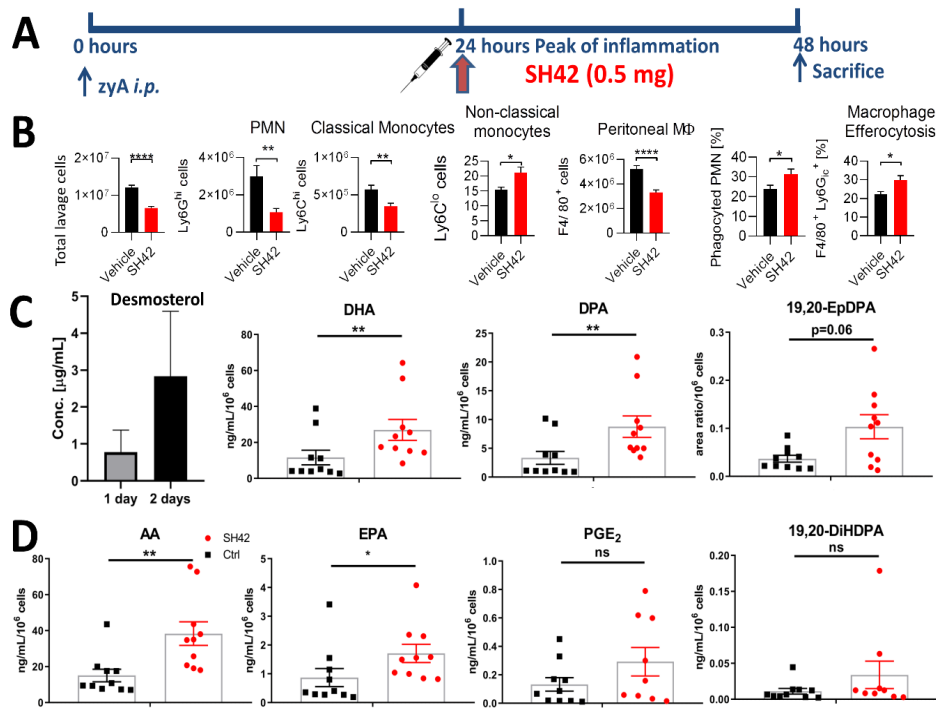 A
0 hours
24 hours Peak of inflammation
48 hours
zyA i.p.
SH42 (0.5 mg)
Sacrifice
B
Total lavage cells
2×10⁷
1×10⁷
0
****
Vehicle
SH42
PMN
Ly6Gʰⁱ cells
4×10⁶
2×10⁶
0
**
Vehicle
SH42
Classical Monocytes
Ly6Cʰⁱ cells
1×10⁶
5×10⁵
0
**
Vehicle
SH42
Non-classical
monocytes
Ly6Cˡᵒ cells
25
20
15
10
5
0
*
Vehicle
SH42
Peritoneal MΦ
F4/ 80⁺ cells
6×10⁶
4×10⁶
2×10⁶
0
****
Vehicle
SH42
Phagocyted PMN [%]
40
30
20
10
0
*
Vehicle
SH42
Macrophage
Efferocytosis
F4/80⁺ Ly6G_lc⁺ [%]
40
30
20
10
0
*
Vehicle
SH42
C
Desmosterol
Conc. [µg/mL]
5
4
3
2
1
0
1 day
2 days
DHA
**
ng/mL/10⁶ cells
80
60
40
20
0
DPA
**
ng/mL/10⁶ cells
25
20
15
10
5
0
19,20-EpDPA
p=0.06
area ratio/10⁶ cells
0.3
0.2
0.1
0.0
D
AA
**
ng/mL/10⁶ cells
80
60
40
20
0
SH42
Ctrl
EPA
*
ng/mL/10⁶ cells
5
4
3
2
1
0
PGE₂
ns
ng/mL/10⁶ cells
1.0
0.8
0.6
0.4
0.2
0.0
19,20-DiHDPA
ns
ng/mL/10⁶ cells
0.20
0.15
0.10
0.05
0.00